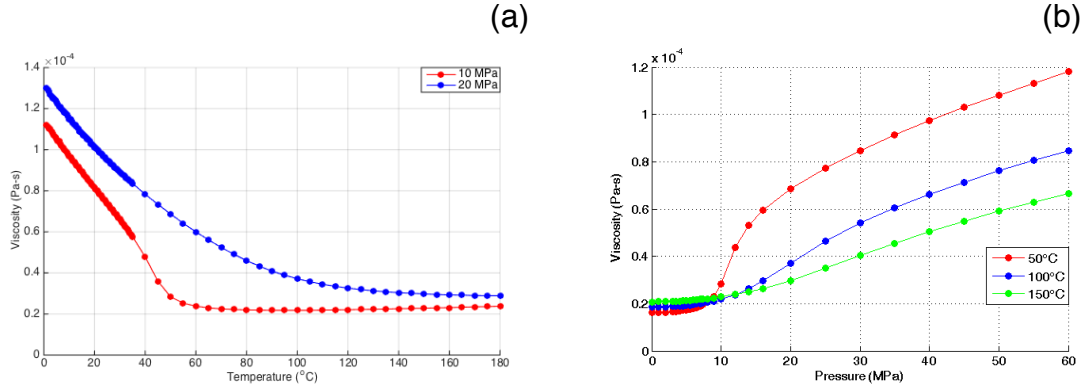 (a)
× 10⁻⁴
1.4
1.2
1
0.8
0.6
0.4
0.2
0
Viscosity (Pa-s)
10 MPa
20 MPa
0 20 40 60 80 100 120 140 160 180
Temperature (°C)
(b)
x 10⁻⁴
1.2
1
0.8
0.6
0.4
0.2
0
Viscosity (Pa-s)
50°C
100°C
150°C
0 10 20 30 40 50 60
Pressure (MPa)